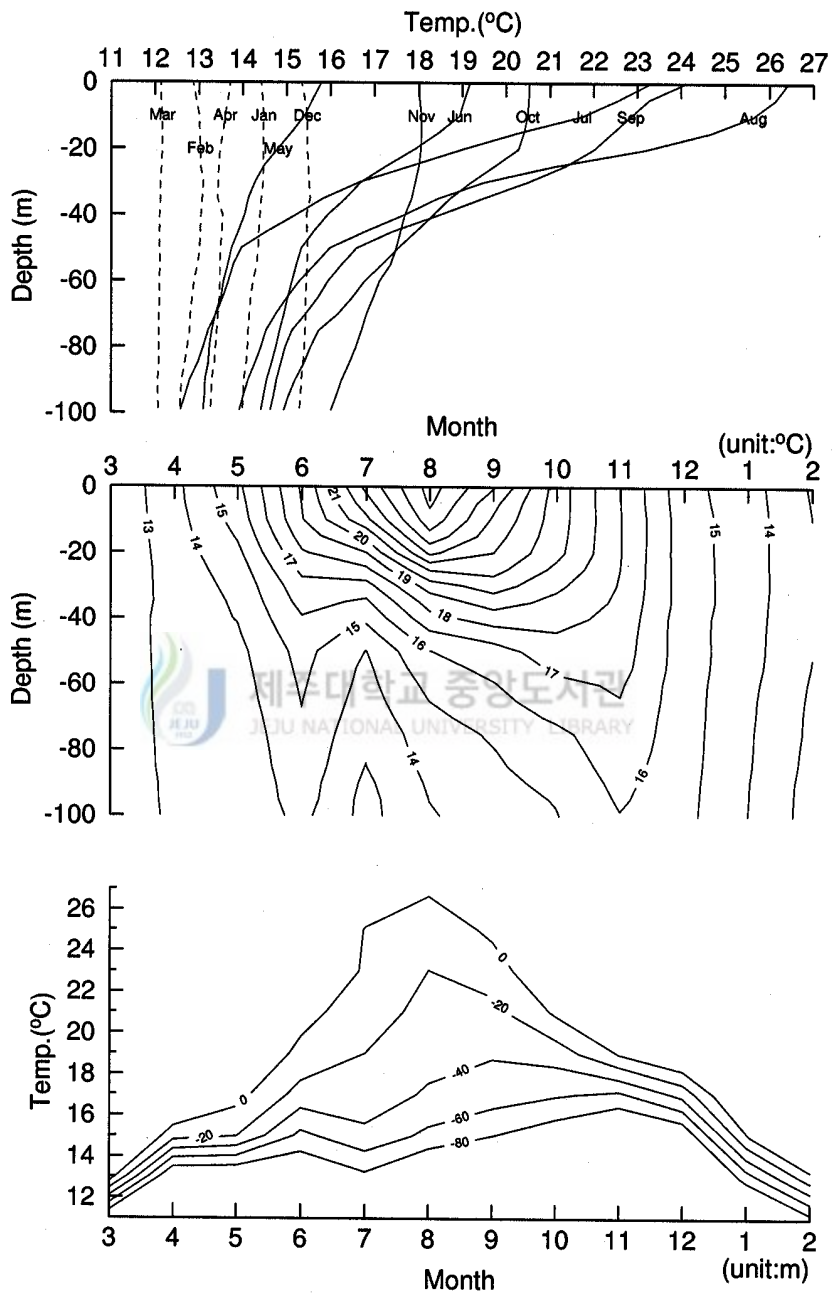 Temp.(ºC)
11 12 13 14 15 16 17 18 19 20 21 22 23 24 25 26 27
0
Mar Apr Jan Dec Nov Jun Oct Jul Sep Aug
-20
Feb May
-40
-60
-80
-100
Depth (m)
Month
(unit:ºC)
3 4 5 6 7 8 9 10 11 12 1 2
0
21
15
13
14
15
14
-20
20
17
19
-40
18
15
16
17
-60
제주대학교 중앙도서관
JEJU
1952
JEJU NATIONAL UNIVERSITY LIBRARY
-80
14
16
-100
Depth (m)
26
24
0
22
-20
20
18
-40
16
0
-60
-20
14
-80
12
Temp.(ºC)
3 4 5 6 7 8 9 10 11 12 1 2
Month
(unit:m)